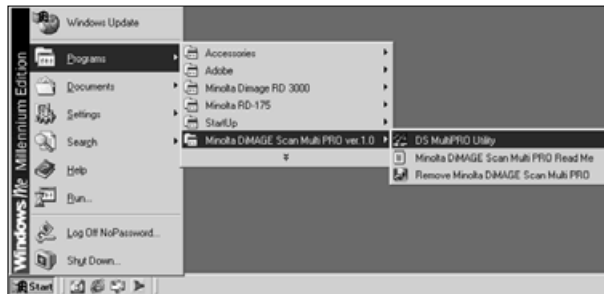 Windows Me Millennium Edition
Windows Update
Programs
Documents
Settings
Search
Help
Run...
Log Off NoPassword...
Shut Down...
Start
Accessories
Adobe
Minolta Dimage RD 3000
Minolta RD-175
StartUp
Minolta DiMAGE Scan Multi PRO ver.1.0
DS MultiPRO Utility
Minolta DiMAGE Scan Multi PRO Read Me
Remove Minolta DiMAGE Scan Multi PRO